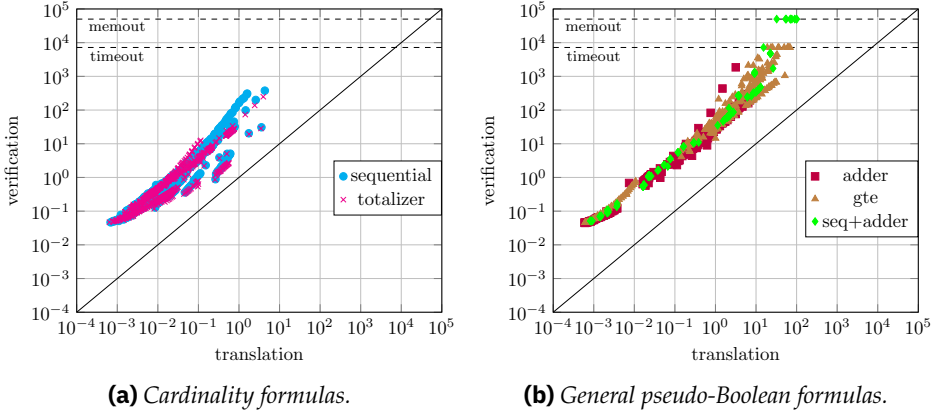 10^5
10^4
10^3
10^2
10^1
10^0
10^−1
10^−2
10^−3
10^−4
verification
memout
timeout
sequential
totalizer
10^−4 10^−3 10^−2 10^−1 10^0 10^1 10^2 10^3 10^4 10^5
translation
(a) Cardinality formulas.
10^5
10^4
10^3
10^2
10^1
10^0
10^−1
10^−2
10^−3
10^−4
verification
memout
timeout
adder
gte
seq+adder
10^−4 10^−3 10^−2 10^−1 10^0 10^1 10^2 10^3 10^4 10^5
translation
(b) General pseudo-Boolean formulas.